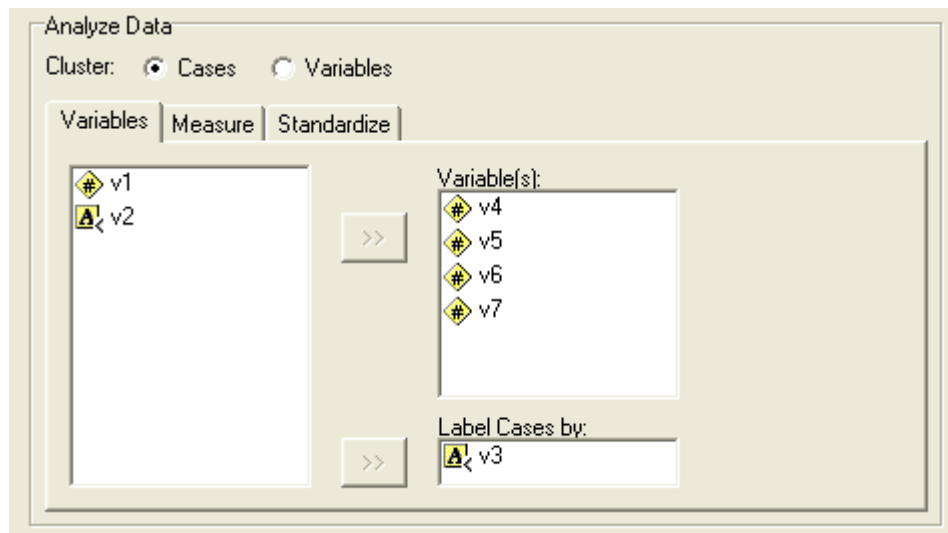 Analyze Data
Cluster: Cases Variables
Variables Measure Standardize
v1
v2
>>
Variable(s):
v4
v5
v6
v7
>>
Label Cases by:
v3